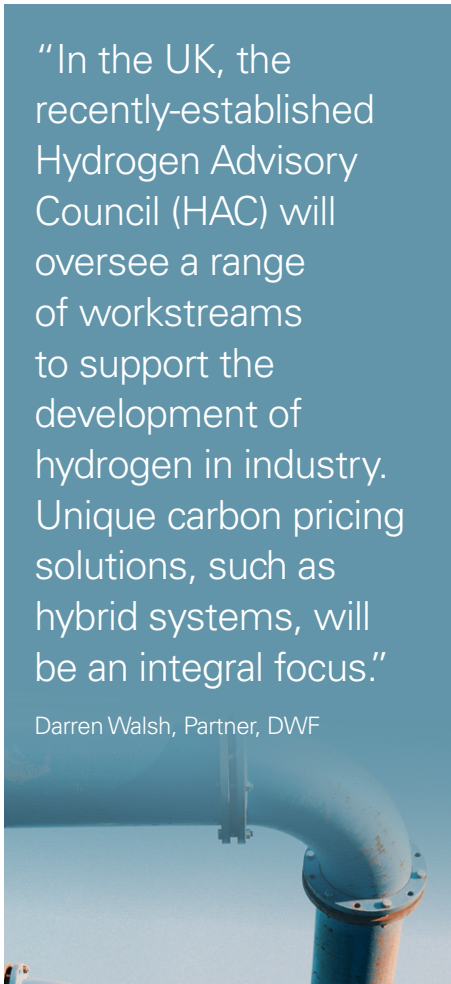 “In the UK, the
recently-established
Hydrogen Advisory
Council (HAC) will
oversee a range
of workstreams
to support the
development of
hydrogen in industry.
Unique carbon pricing
solutions, such as
hybrid systems, will
be an integral focus.”
Darren Walsh, Partner, DWF